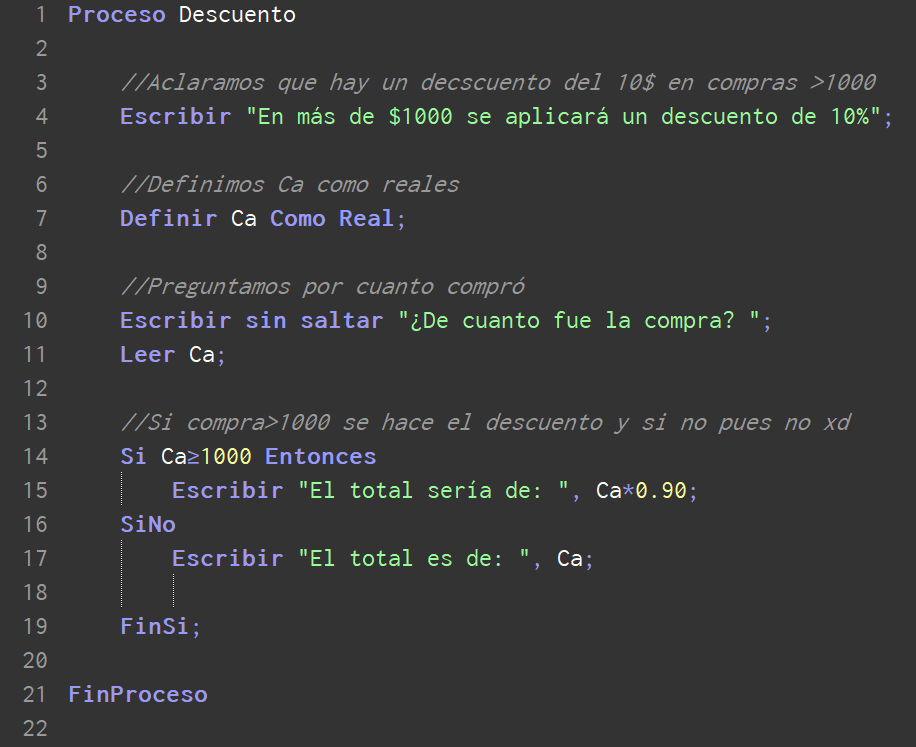 1 Proceso Descuento
2
3 //Aclaramos que hay un decscuento del 10$ en compras >1000
4 Escribir "En más de $1000 se aplicará un descuento de 10%";
5
6 //Definimos Ca como reales
7 Definir Ca Como Real;
8
9 //Preguntamos por cuanto compró
10 Escribir sin saltar "¿De cuanto fue la compra? ";
11 Leer Ca;
12
13 //Si compra>1000 se hace el descuento y si no pues no xd
14 Si Ca≥1000 Entonces
15 Escribir "El total sería de: ", Ca*0.90;
16 SiNo
17 Escribir "El total es de: ", Ca;
18
19 FinSi;
20
21 FinProceso
22